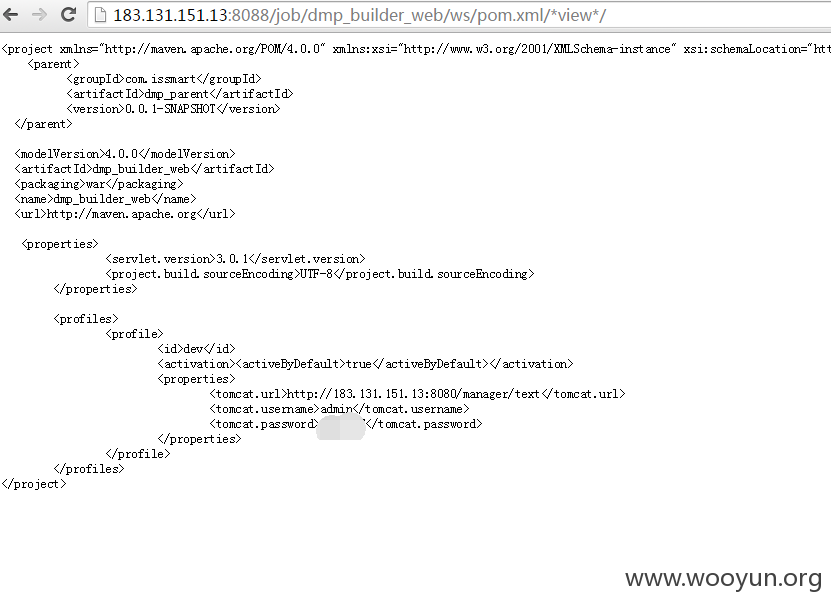 183.131.151.13:8088/job/dmp_builder_web/ws/pom.xml/*view*/
<project xmlns="http://maven.apache.org/POM/4.0.0" xmlns:xsi="http://www.w3.org/2001/XMLSchema-instance" xsi:schemaLocation="htt
<parent>
<groupId>com.issmart</groupId>
<artifactId>dmp_parent</artifactId>
<version>0.0.1-SNAPSHOT</version>
</parent>
<modelVersion>4.0.0</modelVersion>
<artifactId>dmp_builder_web</artifactId>
<packaging>war</packaging>
<name>dmp_builder_web</name>
<url>http://maven.apache.org</url>
<properties>
<servlet.version>3.0.1</servlet.version>
<project.build.sourceEncoding>UTF-8</project.build.sourceEncoding>
</properties>
<profiles>
<profile>
<id>dev</id>
<activation><activeByDefault>true</activeByDefault></activation>
<properties>
<tomcat.url>http://183.131.151.13:8080/manager/text</tomcat.url>
<tomcat.username>admin</tomcat.username>
<tomcat.password></tomcat.password>
</properties>
</profile>
</profiles>
</project>
www.wooyun.org